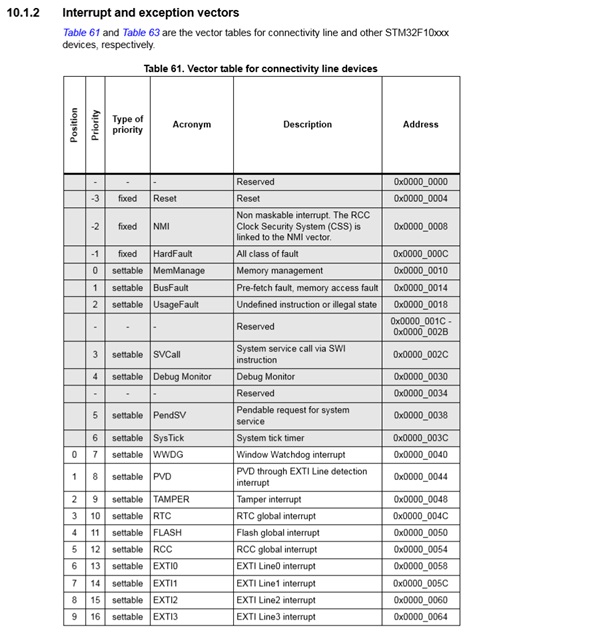 10.1.2 Interrupt and exception vectors
Table 61 and Table 63 are the vector tables for connectivity line and other STM32F10xxx
devices, respectively.
Table 61. Vector table for connectivity line devices
Position Priority Type of priority Acronym Description Address
- - - Reserved 0x0000_0000
-3 fixed Reset Reset 0x0000_0004
-2 fixed NMI Non maskable interrupt. The RCC Clock Security System (CSS) is linked to the NMI vector. 0x0000_0008
-1 fixed HardFault All class of fault 0x0000_000C
0 settable MemManage Memory management 0x0000_0010
1 settable BusFault Pre-fetch fault, memory access fault 0x0000_0014
2 settable UsageFault Undefined instruction or illegal state 0x0000_0018
- - - Reserved 0x0000_001C - 0x0000_002B
3 settable SVCall System service call via SWI instruction 0x0000_002C
4 settable Debug Monitor Debug Monitor 0x0000_0030
- - - Reserved 0x0000_0034
5 settable PendSV Pendable request for system service 0x0000_0038
6 settable SysTick System tick timer 0x0000_003C
0 7 settable WWDG Window Watchdog interrupt 0x0000_0040
1 8 settable PVD PVD through EXTI Line detection interrupt 0x0000_0044
2 9 settable TAMPER Tamper interrupt 0x0000_0048
3 10 settable RTC RTC global interrupt 0x0000_004C
4 11 settable FLASH Flash global interrupt 0x0000_0050
5 12 settable RCC RCC global interrupt 0x0000_0054
6 13 settable EXTI0 EXTI Line0 interrupt 0x0000_0058
7 14 settable EXTI1 EXTI Line1 interrupt 0x0000_005C
8 15 settable EXTI2 EXTI Line2 interrupt 0x0000_0060
9 16 settable EXTI3 EXTI Line3 interrupt 0x0000_0064